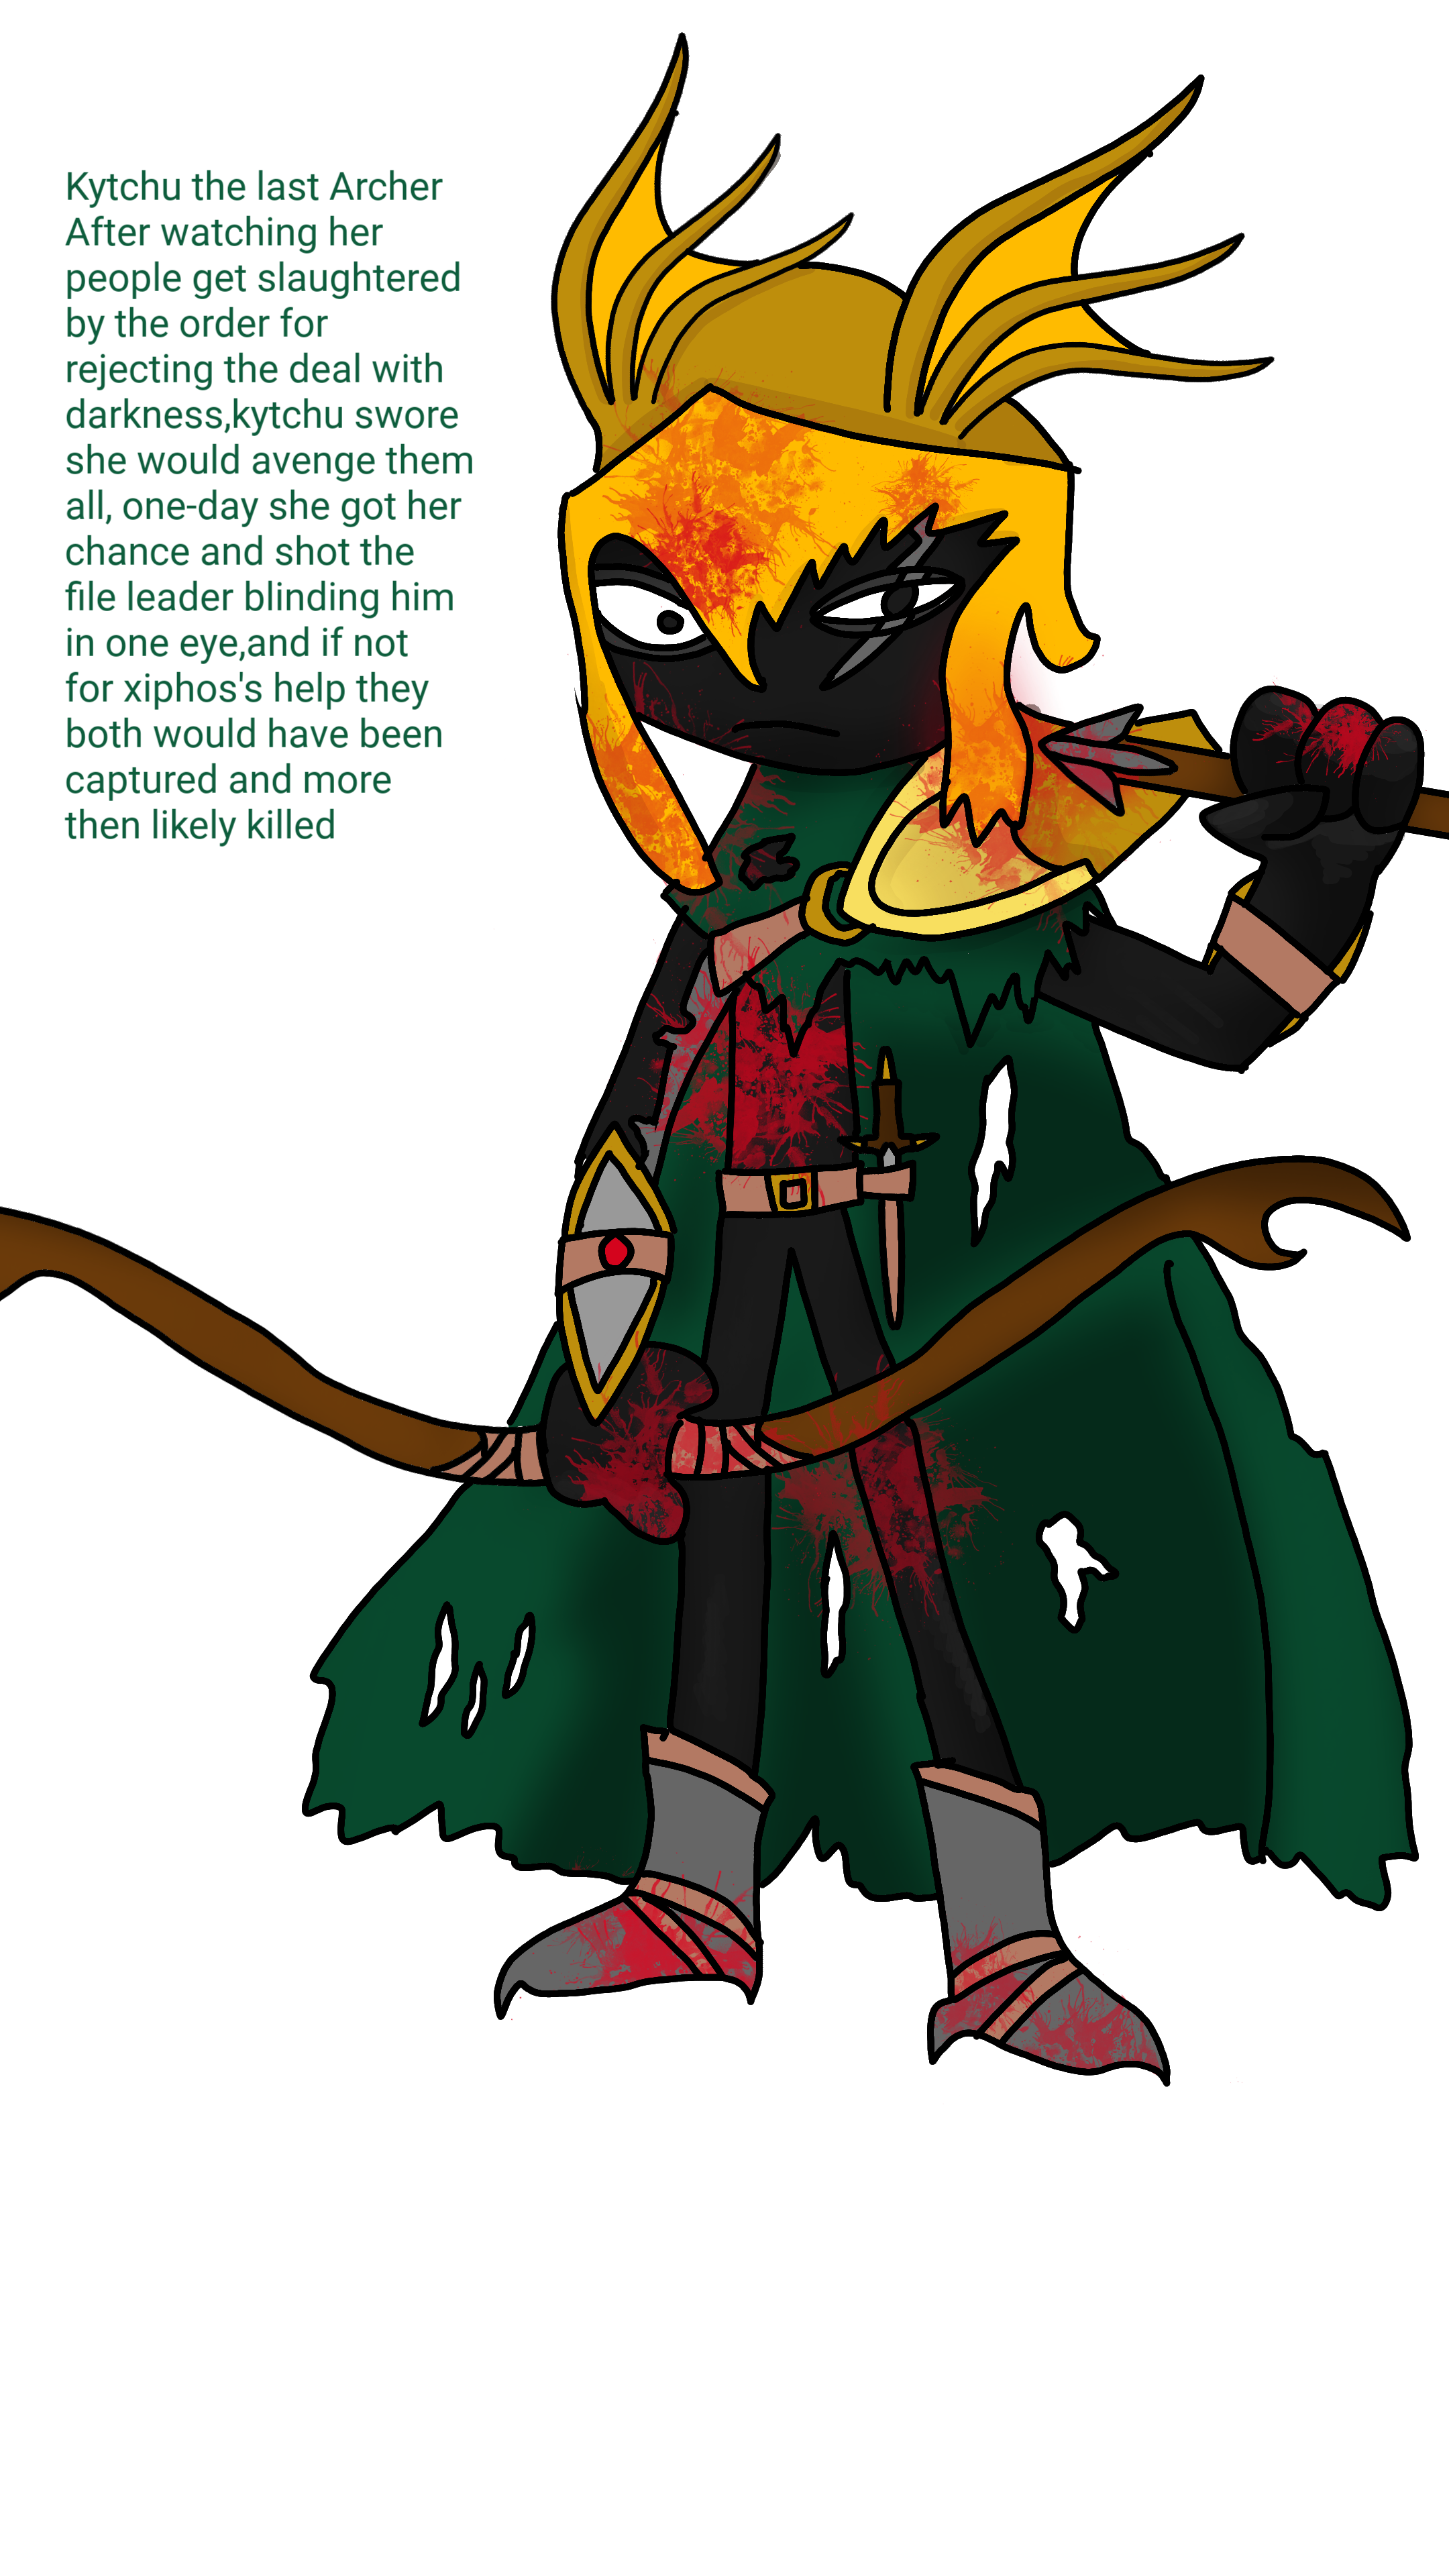 Kytchu the last Archer
After watching her
people get slaughtered
by the order for
rejecting the deal with
darkness,kytchu swore
she would avenge them
all, one-day she got her
chance and shot the
file leader blinding him
in one eye,and if not
for xiphos's help they
both would have been
captured and more
then likely killed